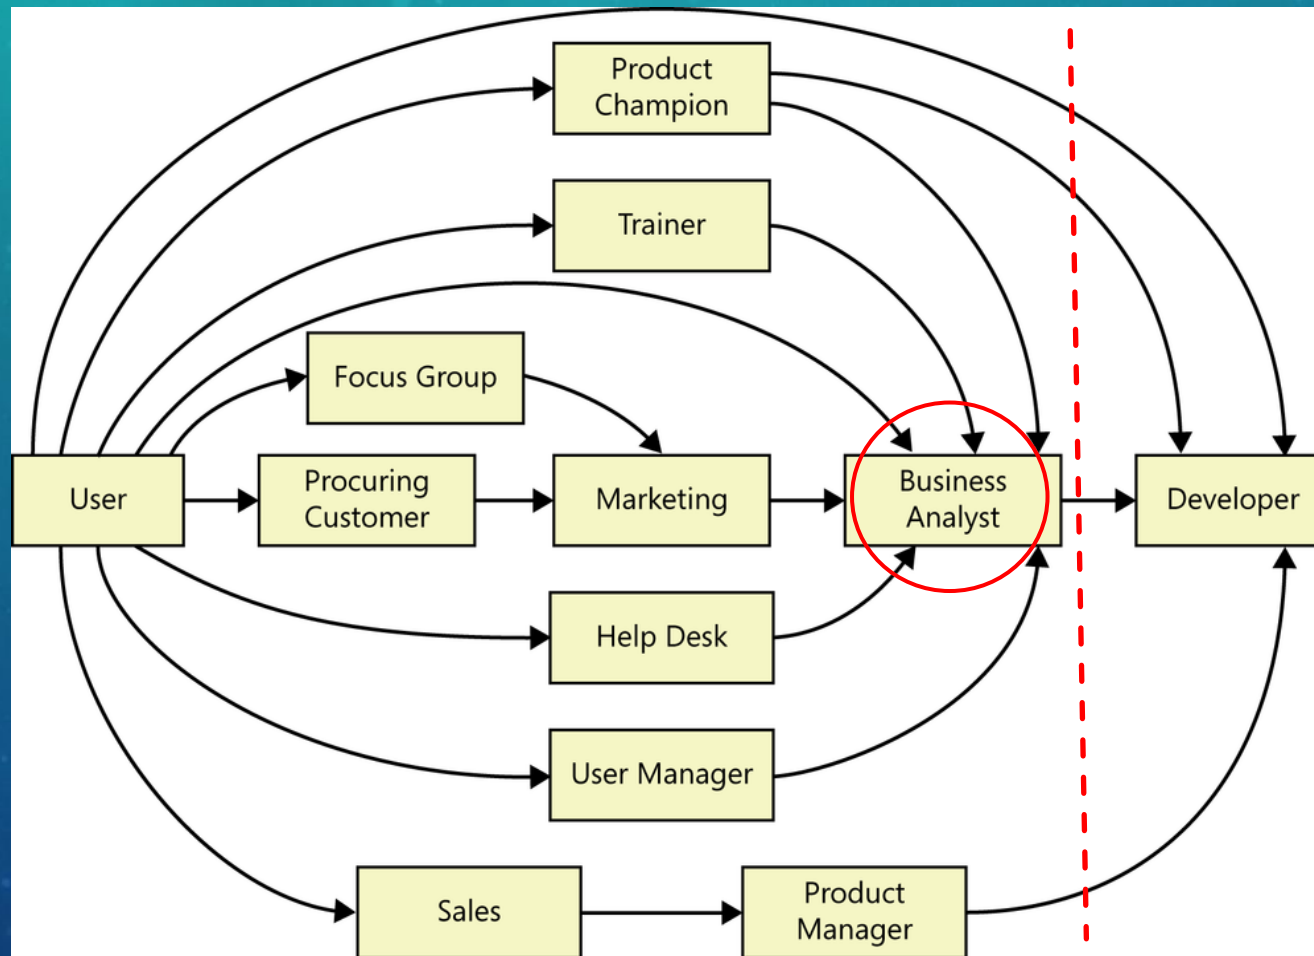 Product
Champion
Trainer
Focus Group
User
Procuring
Customer
Marketing
Business
Analyst
Developer
Help Desk
User Manager
Sales
Product
Manager